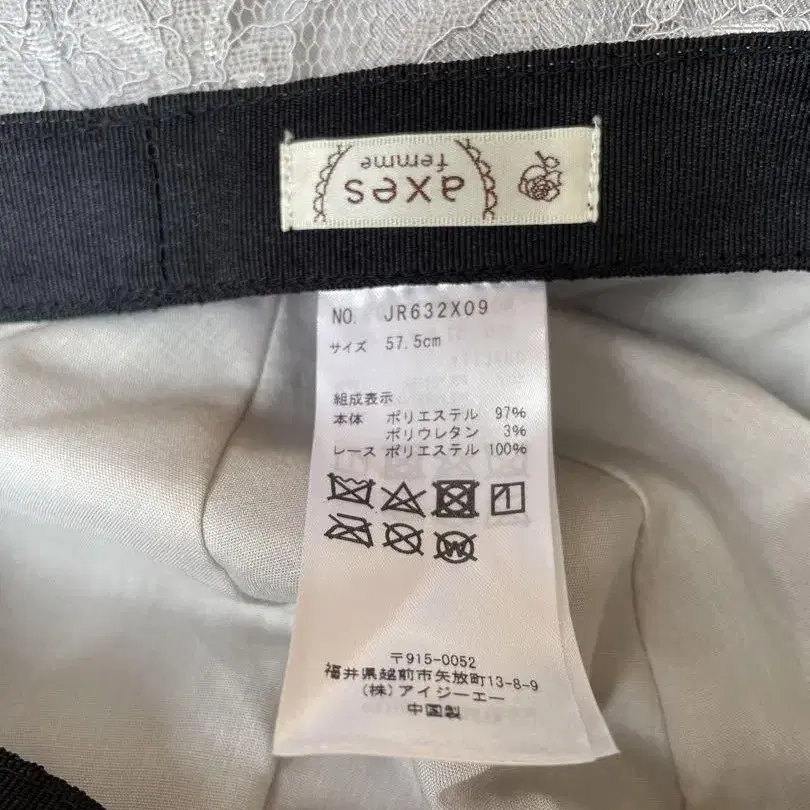 axes
femme
NO. JR632X09
サイズ 57.5cm
組成表示
本体 ポリエステル 97%
ポリウレタン 3%
レース ポリエステル 100%
W
〒915-0052
福井県越前市矢放町13-8-9
(株)アイジーエー
中国製